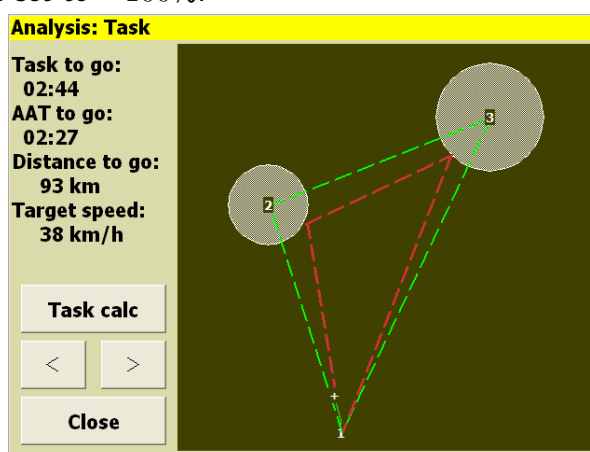 Analysis: Task
Task to go:
02:44
AAT to go:
02:27
Distance to go:
93 km
Target speed:
38 km/h
Task calc
< >
Close
3
2
1